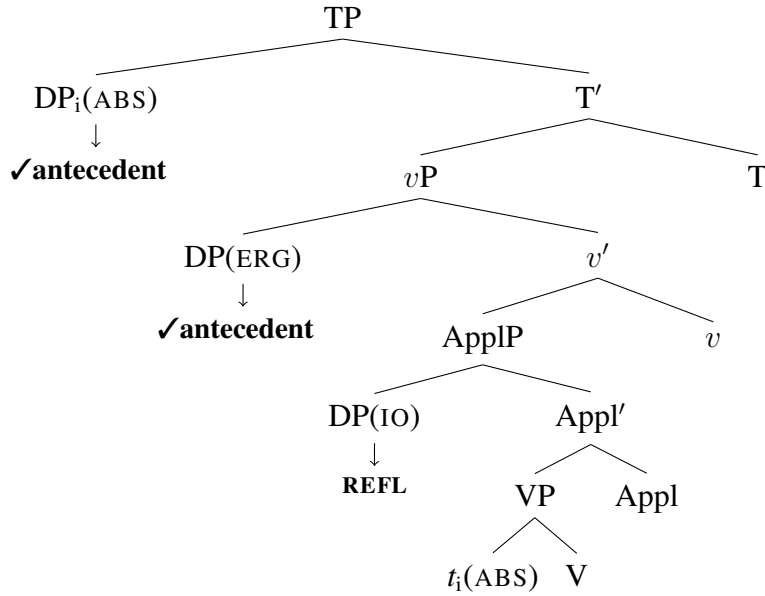 TP
DPi(ABS) T′
↓
✓antecedent vP T
DP(ERG) v′
↓
✓antecedent ApplP v
DP(IO) Appl′
↓
REFL VP Appl
ti(ABS) V